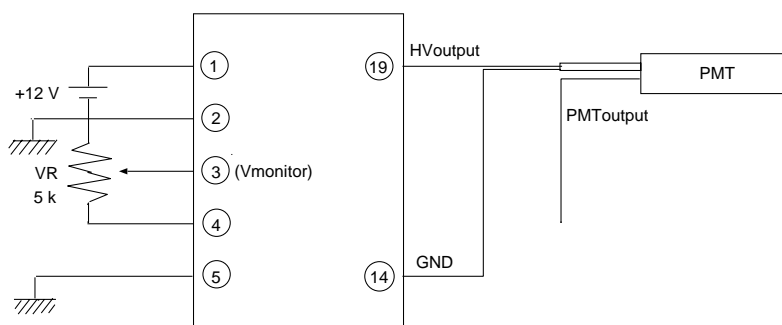 HVoutput
1
19
PMT
+12 V
2
PMToutput
VR
3
(Vmonitor)
5 k
4
GND
5
14